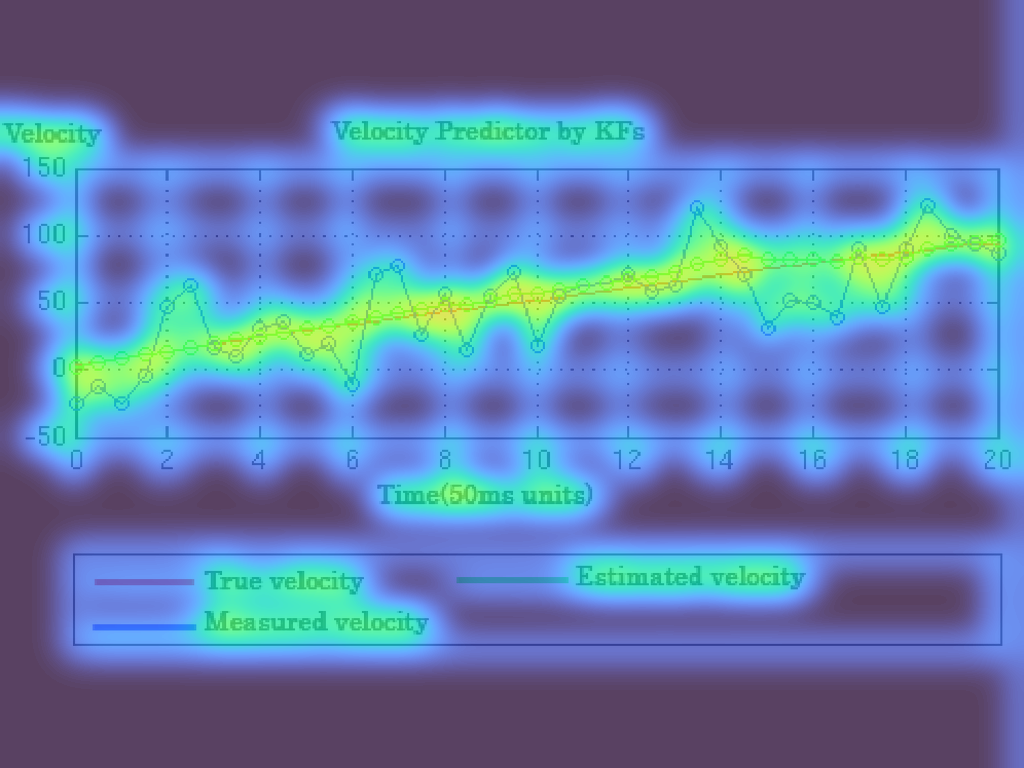 Velocity
Velocity Predictor by KFs
150
100
50
0
-50
0 2 4 6 8 10 12 14 16 18 20
Time(50ms units)
True velocity
Estimated velocity
Measured velocity